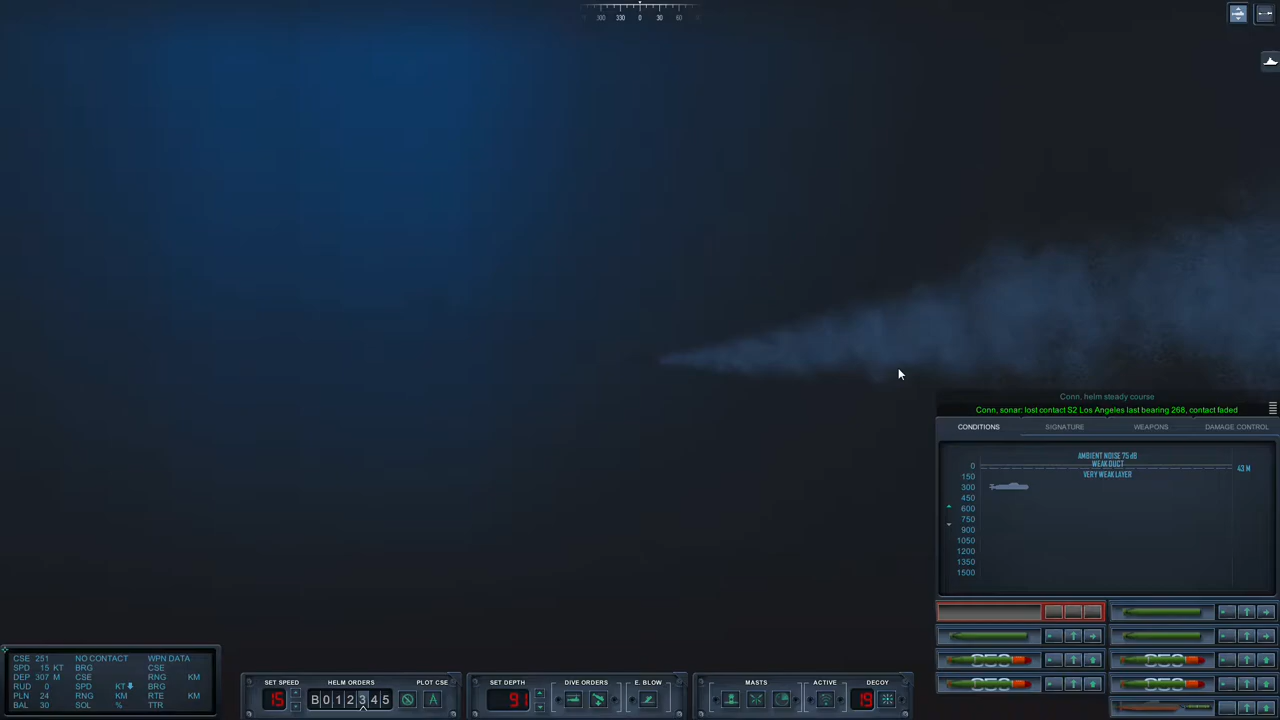 300 330 0 30 60
Conn, helm steady course
Conn, sonar: lost contact S2 Los Angeles last bearing 268, contact faded
CONDITIONS SIGNATURE WEAPONS DAMAGE CONTROL
AMBIENT NOISE 75 dB
WEAK DUCT
0 43 M
VERY WEAK LAYER
150
300
450
600
750
900
1050
1200
1350
1500
CSE 251 NO CONTACT WPN DATA
SPD 15 KT BRG CSE
DEP 307 M CSE RNG KM
RUD 0 SPD KT BRG
PLN 24 RNG KM RTE KM
BAL 30 SOL % TTR
SET SPEED HELM ORDERS PLOT CSE
15 B 0 1 2 3 4 5 A
SET DEPTH DIVE ORDERS E. BLOW
91
MASTS ACTIVE DECOY
19